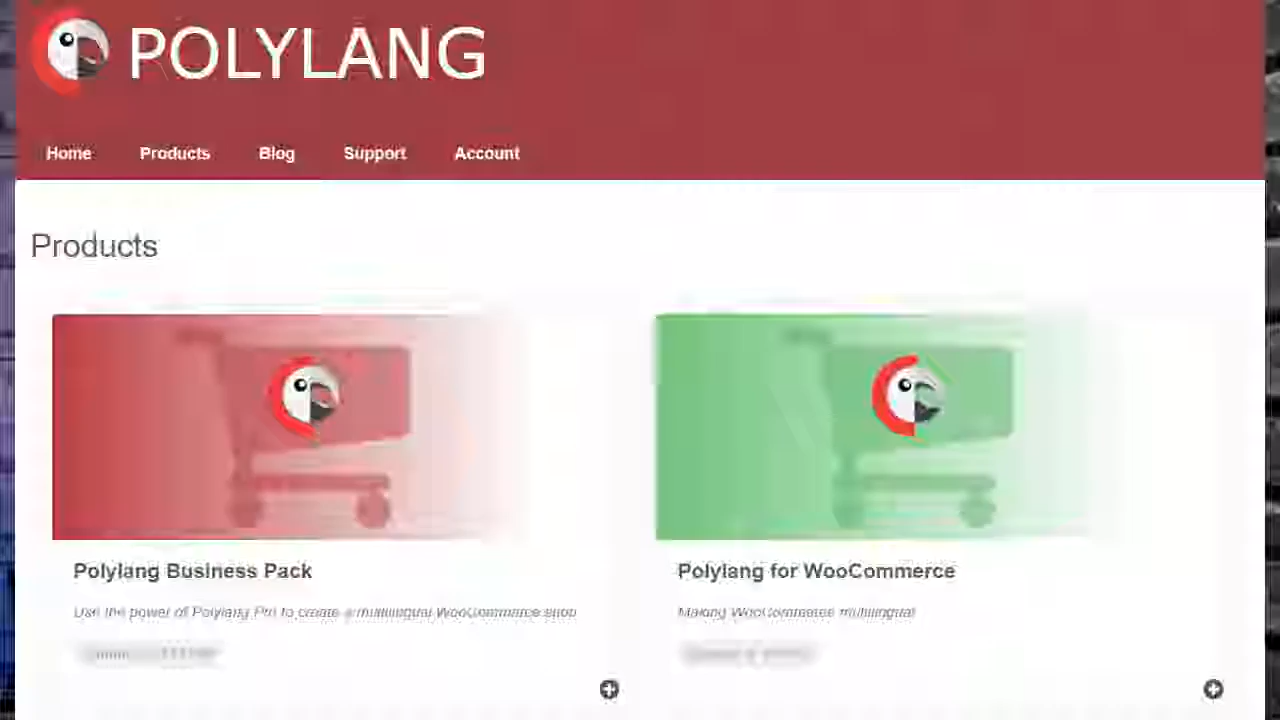 POLYLANG
Home Products Blog Support Account
Products
Polylang Business Pack
Polylang for WooCommerce
Use the power of Polylang Pro to create a multilingual WooCommerce shop
Making WooCommerce multilingual